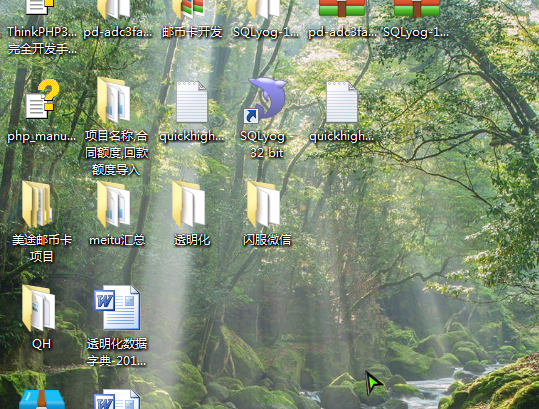 ThinkPHP3...
完全开发手...
pd-adc3fa...
邮币卡开发
SQLyog-1...
pd-adc3fa...
SQLyog-1...
php_manu...
项目名称,合
同额度,回款
额度导入
quickhigh...
SQLyog
32 bit
quickhigh...
美途邮币卡
项目
meitu汇总
透明化
闪服微信
QH
透明化数据
字典-201...